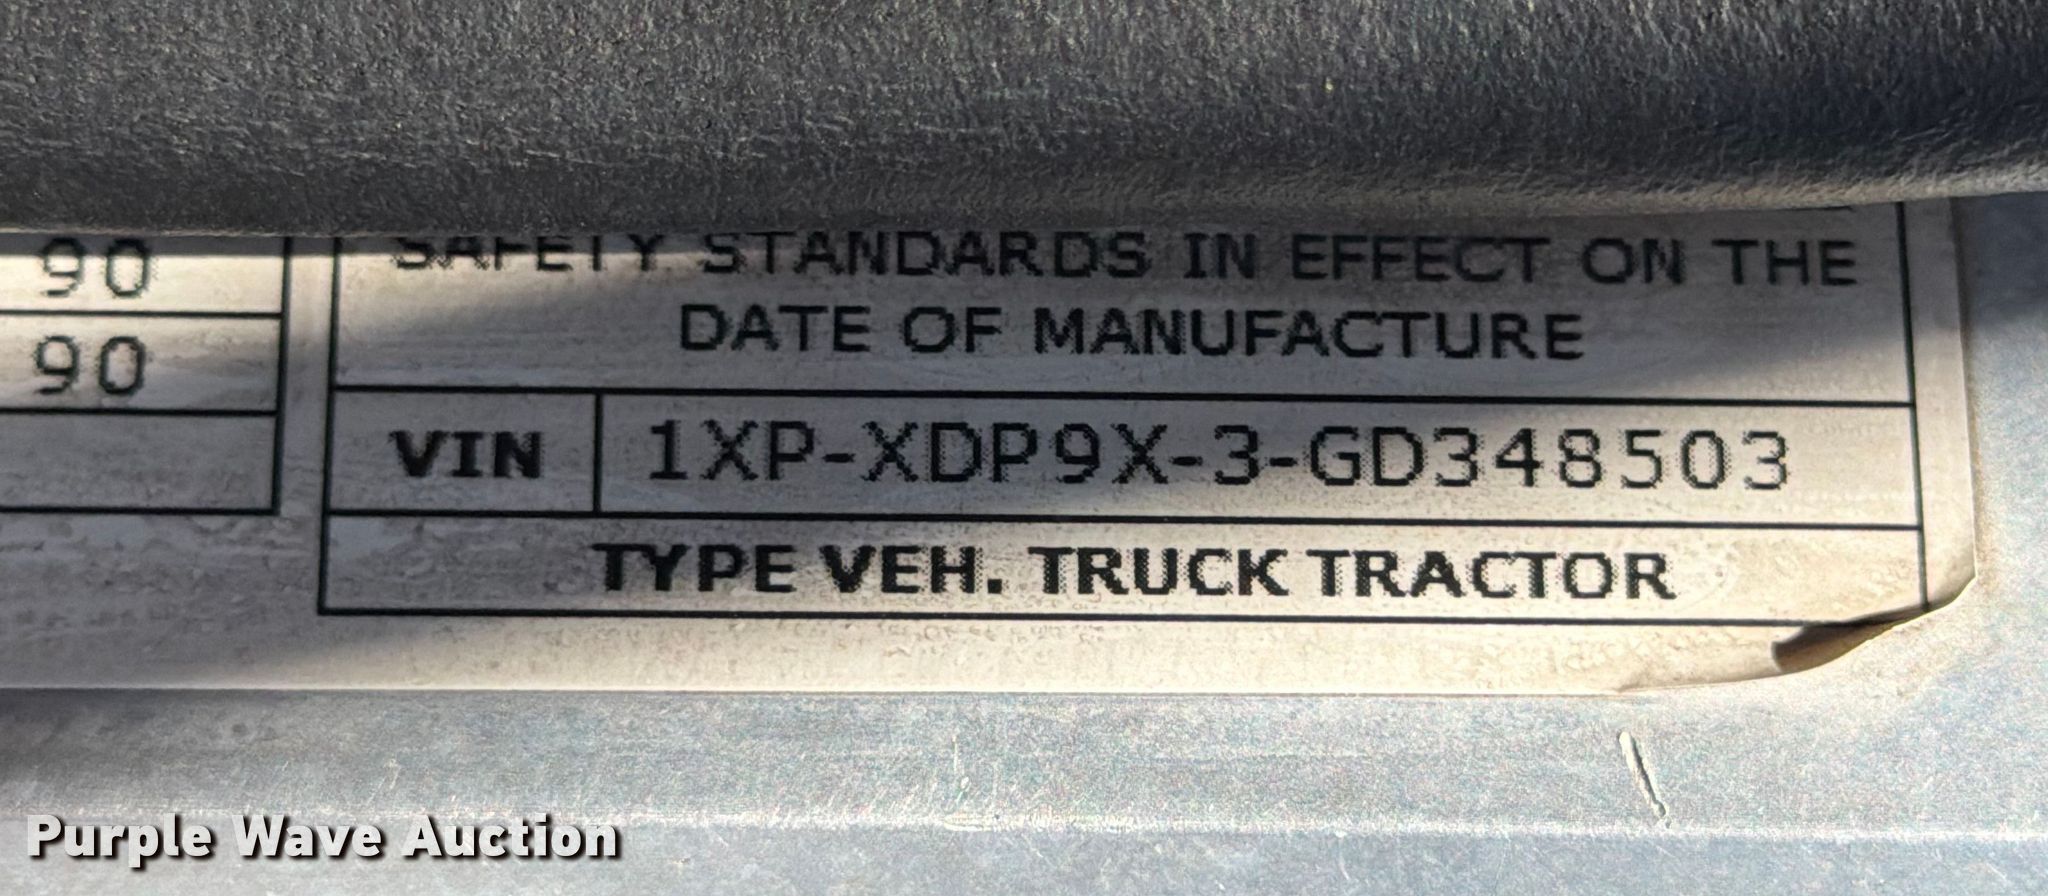 90
90
SAFETY STANDARDS IN EFFECT ON THE
DATE OF MANUFACTURE
VIN 1XP-XDP9X-3-GD348503
TYPE VEH. TRUCK TRACTOR
Purple Wave Auction